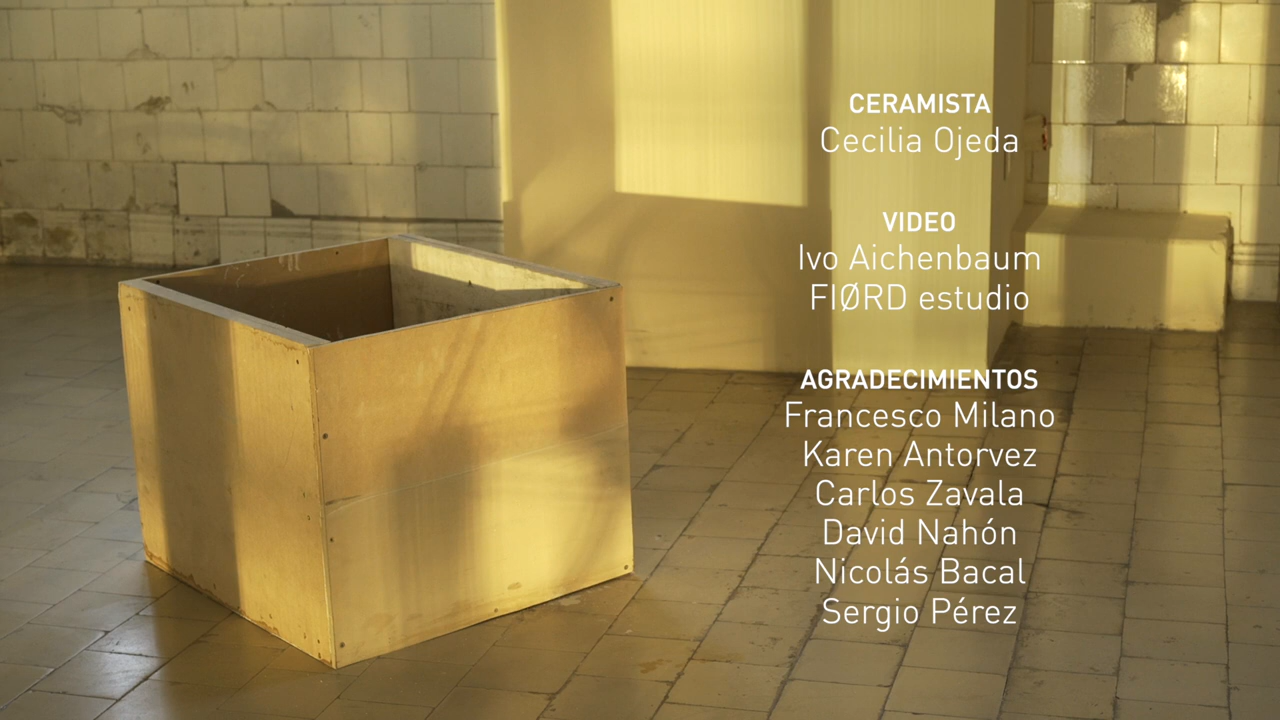 CERAMISTA
Cecilia Ojeda
VIDEO
Ivo Aichenbaum
FIØRD estudio
AGRADECIMIENTOS
Francesco Milano
Karen Antorvez
Carlos Zavala
David Nahón
Nicolás Bacal
Sergio Pérez